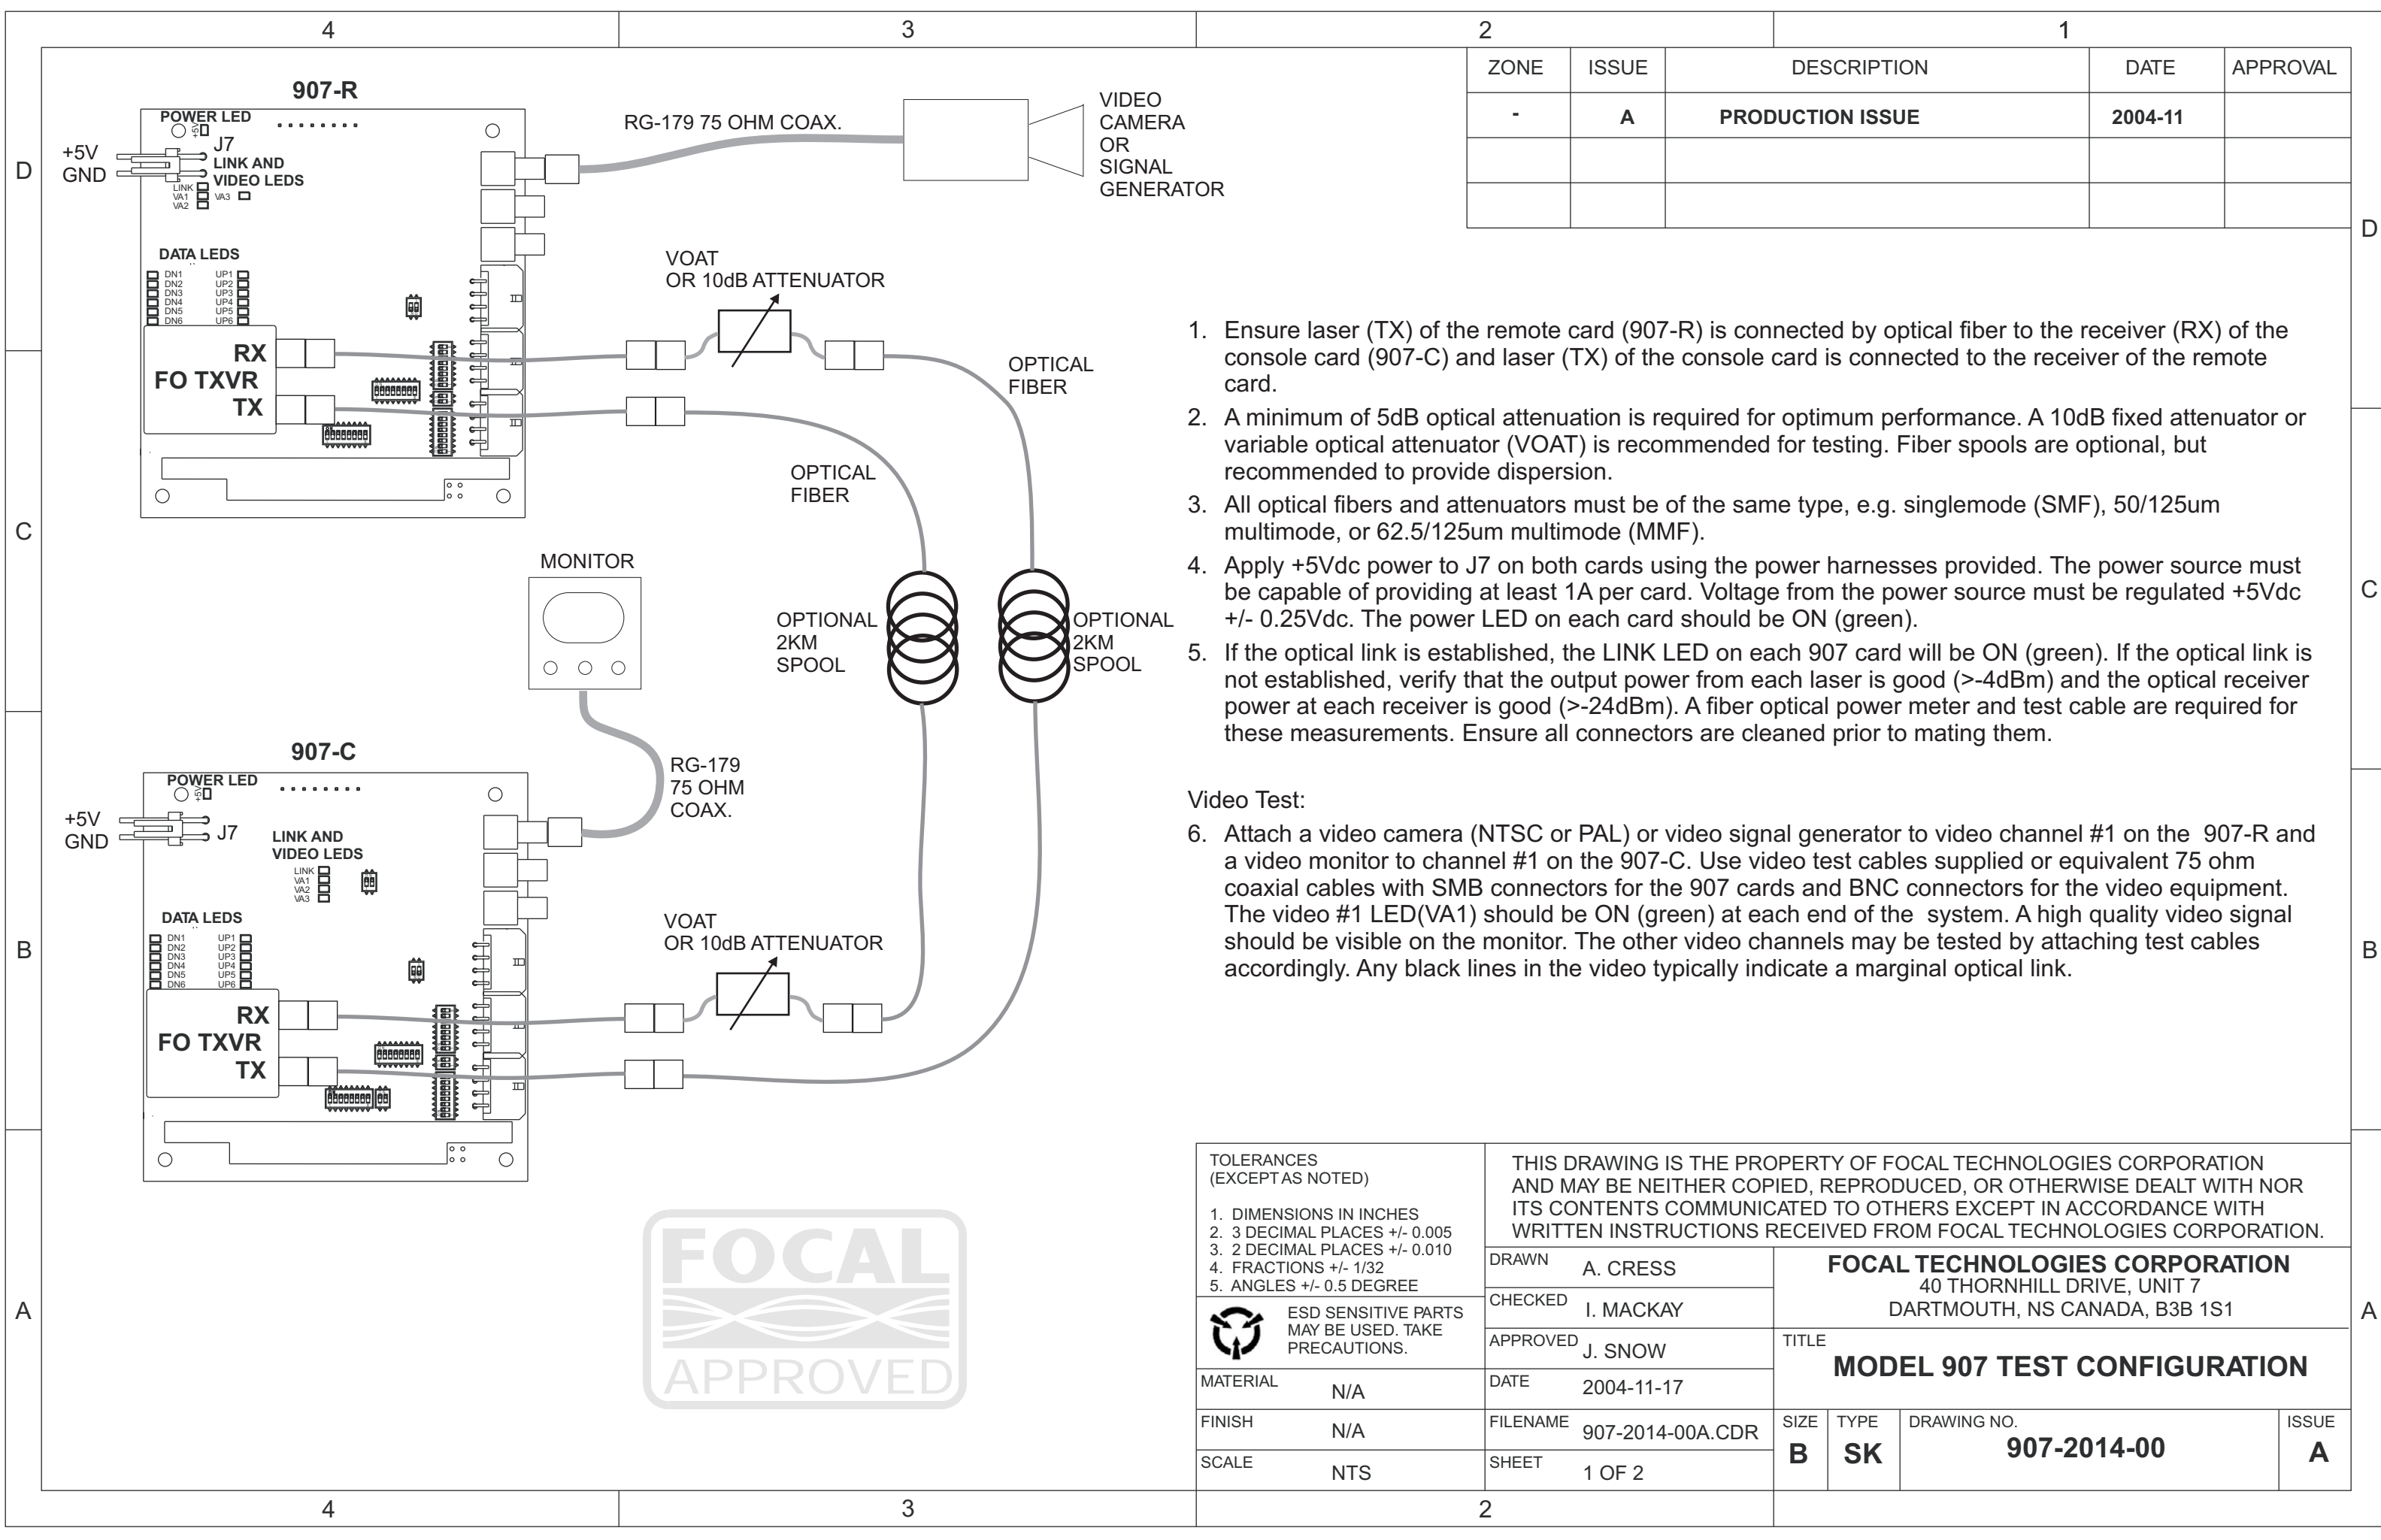 4
3
2
1
D
C
B
A
ZONE ISSUE DESCRIPTION DATE APPROVAL
- A PRODUCTION ISSUE 2004-11
907-R
POWER LED
+5V
J7
+5V
GND
LINK AND
VIDEO LEDS
LINK
VA1 VA3
VA2
DATA LEDS
DN1 UP1
DN2 UP2
DN3 UP3
DN4 UP4
DN5 UP5
DN6 UP6
RX
FO TXVR
TX
RG-179 75 OHM COAX.
VIDEO
CAMERA
OR
SIGNAL
GENERATOR
VOAT
OR 10dB ATTENUATOR
OPTICAL
FIBER
OPTICAL
FIBER
MONITOR
OPTIONAL
2KM
SPOOL
OPTIONAL
2KM
SPOOL
RG-179
75 OHM
COAX.
907-C
POWER LED
+5V
+5V
GND
J7
LINK AND
VIDEO LEDS
LINK
VA1
VA2
VA3
DATA LEDS
DN1 UP1
DN2 UP2
DN3 UP3
DN4 UP4
DN5 UP5
DN6 UP6
RX
FO TXVR
TX
VOAT
OR 10dB ATTENUATOR
1. Ensure laser (TX) of the remote card (907-R) is connected by optical fiber to the receiver (RX) of the
console card (907-C) and laser (TX) of the console card is connected to the receiver of the remote
card.
2. A minimum of 5dB optical attenuation is required for optimum performance. A 10dB fixed attenuator or
variable optical attenuator (VOAT) is recommended for testing. Fiber spools are optional, but
recommended to provide dispersion.
3. All optical fibers and attenuators must be of the same type, e.g. singlemode (SMF), 50/125um
multimode, or 62.5/125um multimode (MMF).
4. Apply +5Vdc power to J7 on both cards using the power harnesses provided. The power source must
be capable of providing at least 1A per card. Voltage from the power source must be regulated +5Vdc
+/- 0.25Vdc. The power LED on each card should be ON (green).
5. If the optical link is established, the LINK LED on each 907 card will be ON (green). If the optical link is
not established, verify that the output power from each laser is good (>-4dBm) and the optical receiver
power at each receiver is good (>-24dBm). A fiber optical power meter and test cable are required for
these measurements. Ensure all connectors are cleaned prior to mating them.
Video Test:
6. Attach a video camera (NTSC or PAL) or video signal generator to video channel #1 on the 907-R and
a video monitor to channel #1 on the 907-C. Use video test cables supplied or equivalent 75 ohm
coaxial cables with SMB connectors for the 907 cards and BNC connectors for the video equipment.
The video #1 LED(VA1) should be ON (green) at each end of the system. A high quality video signal
should be visible on the monitor. The other video channels may be tested by attaching test cables
accordingly. Any black lines in the video typically indicate a marginal optical link.
FOCAL
APPROVED
TOLERANCES
(EXCEPT AS NOTED)
1. DIMENSIONS IN INCHES
2. 3 DECIMAL PLACES +/- 0.005
3. 2 DECIMAL PLACES +/- 0.010
4. FRACTIONS +/- 1/32
5. ANGLES +/- 0.5 DEGREE
ESD SENSITIVE PARTS
MAY BE USED. TAKE
PRECAUTIONS.
MATERIAL N/A
FINISH N/A
SCALE NTS
THIS DRAWING IS THE PROPERTY OF FOCAL TECHNOLOGIES CORPORATION
AND MAY BE NEITHER COPIED, REPRODUCED, OR OTHERWISE DEALT WITH NOR
ITS CONTENTS COMMUNICATED TO OTHERS EXCEPT IN ACCORDANCE WITH
WRITTEN INSTRUCTIONS RECEIVED FROM FOCAL TECHNOLOGIES CORPORATION.
DRAWN A. CRESS
CHECKED I. MACKAY
APPROVED J. SNOW
DATE 2004-11-17
FILENAME 907-2014-00A.CDR
SHEET 1 OF 2
FOCAL TECHNOLOGIES CORPORATION
40 THORNHILL DRIVE, UNIT 7
DARTMOUTH, NS CANADA, B3B 1S1
TITLE
MODEL 907 TEST CONFIGURATION
SIZE TYPE DRAWING NO. ISSUE
B SK 907-2014-00 A
D
C
B
A
4
3
2